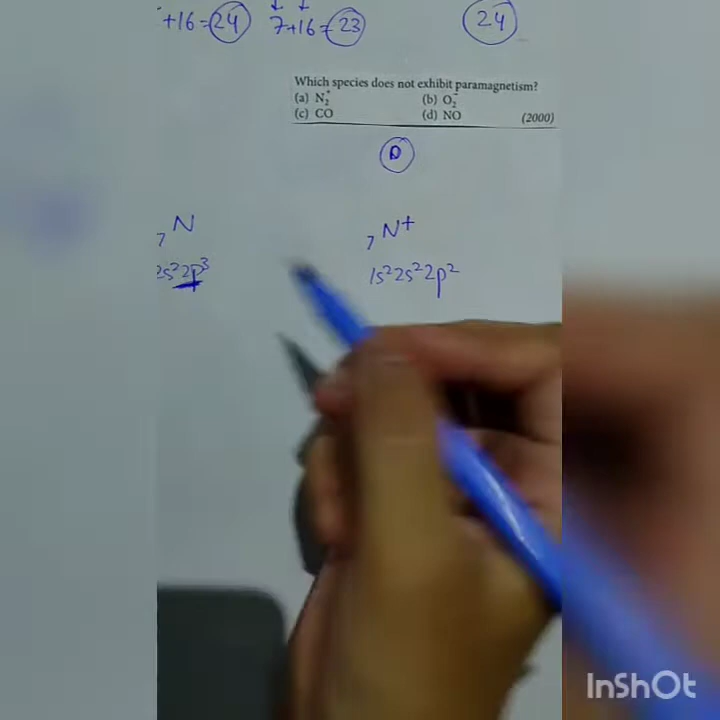 +16=24 7+16=23 24
Which species does not exhibit paramagnetism?
(a) N₂⁺ (b) O₂⁻
(c) CO (d) NO (2000)
D
₇N ₇N⁺
2s²2p³ 1s²2s²2p²
InShOt